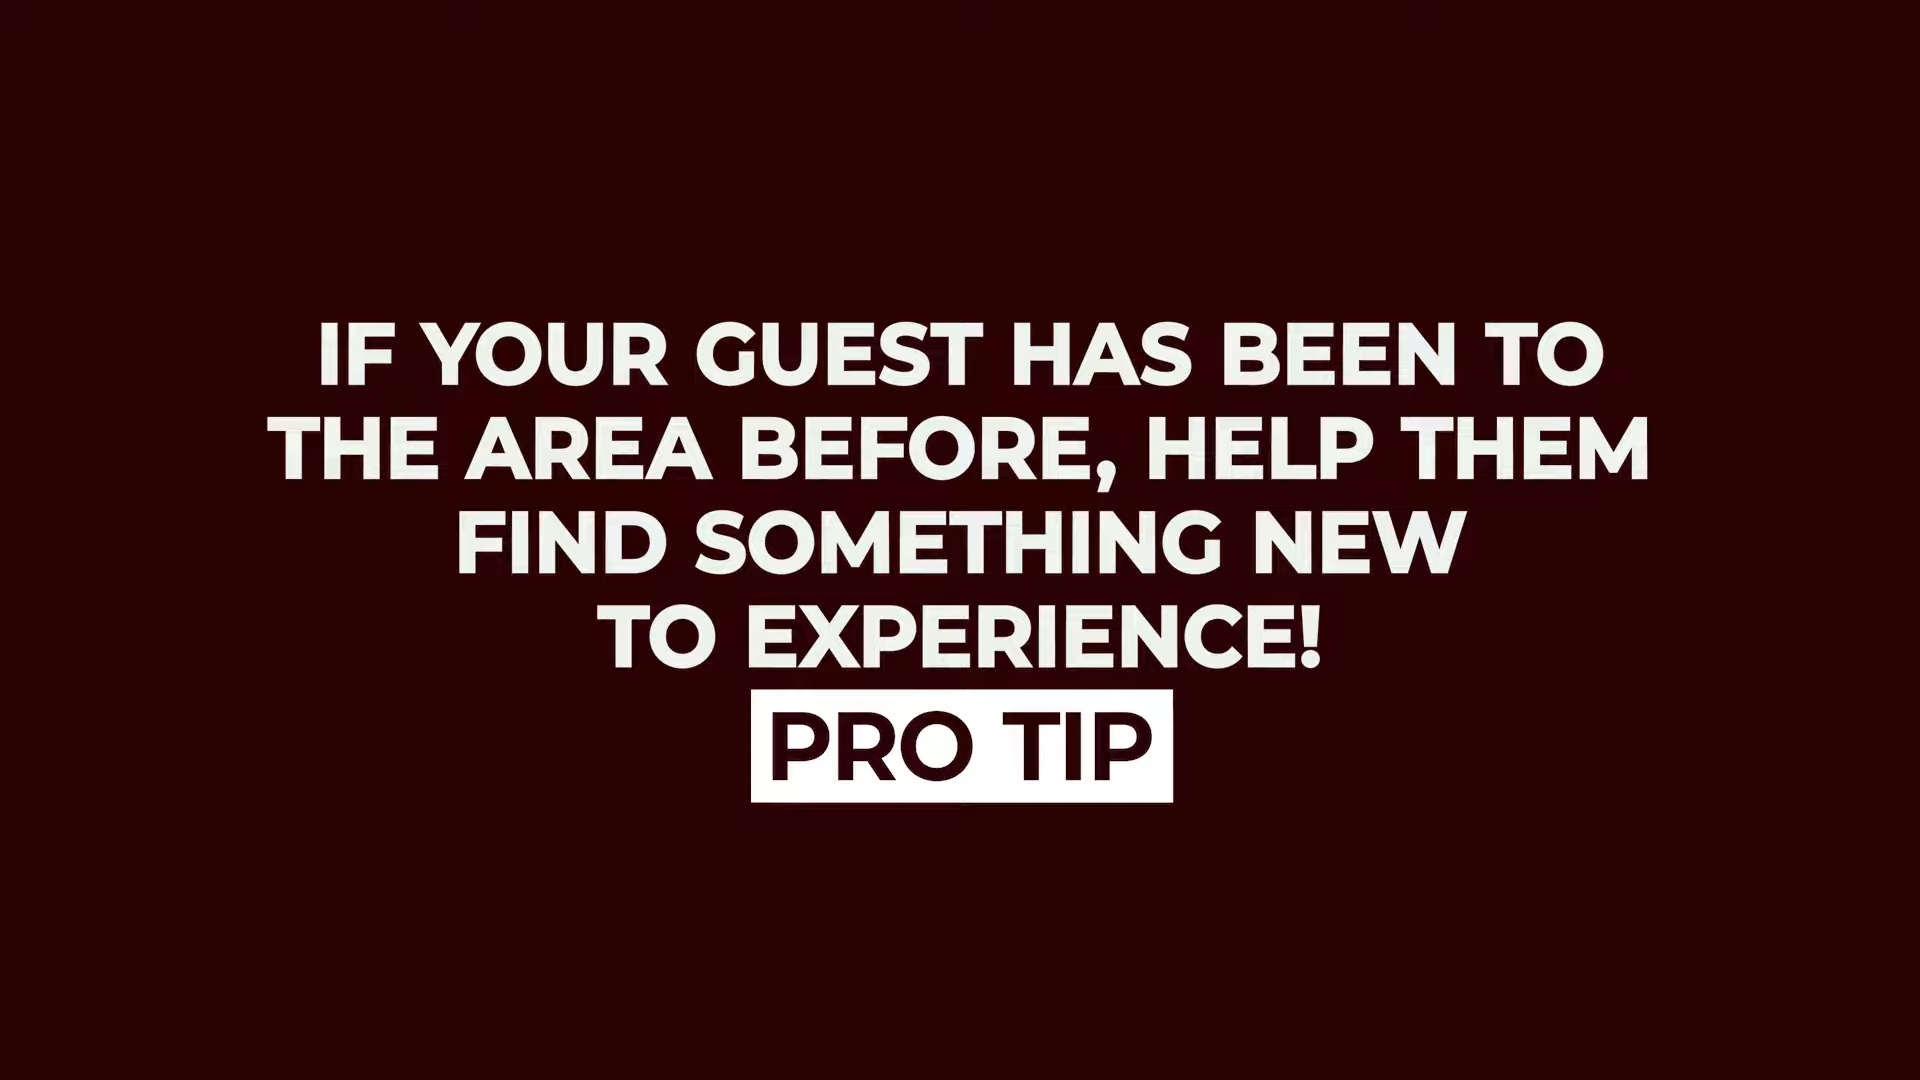 IF YOUR GUEST HAS BEEN TO
THE AREA BEFORE, HELP THEM
FIND SOMETHING NEW
TO EXPERIENCE!
PRO TIP